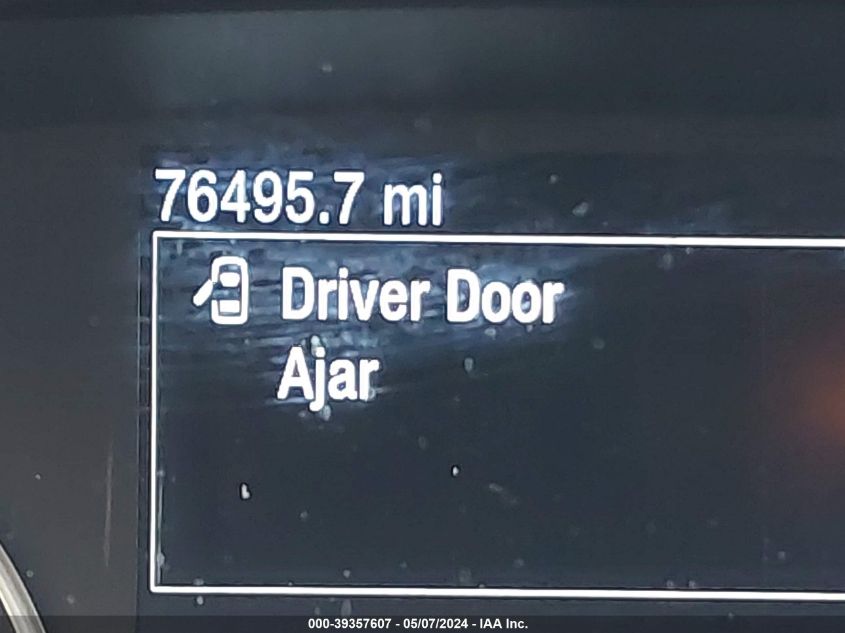 76495.7 mi
Driver Door
Ajar
000-39357607 - 05/07/2024 - IAA Inc.